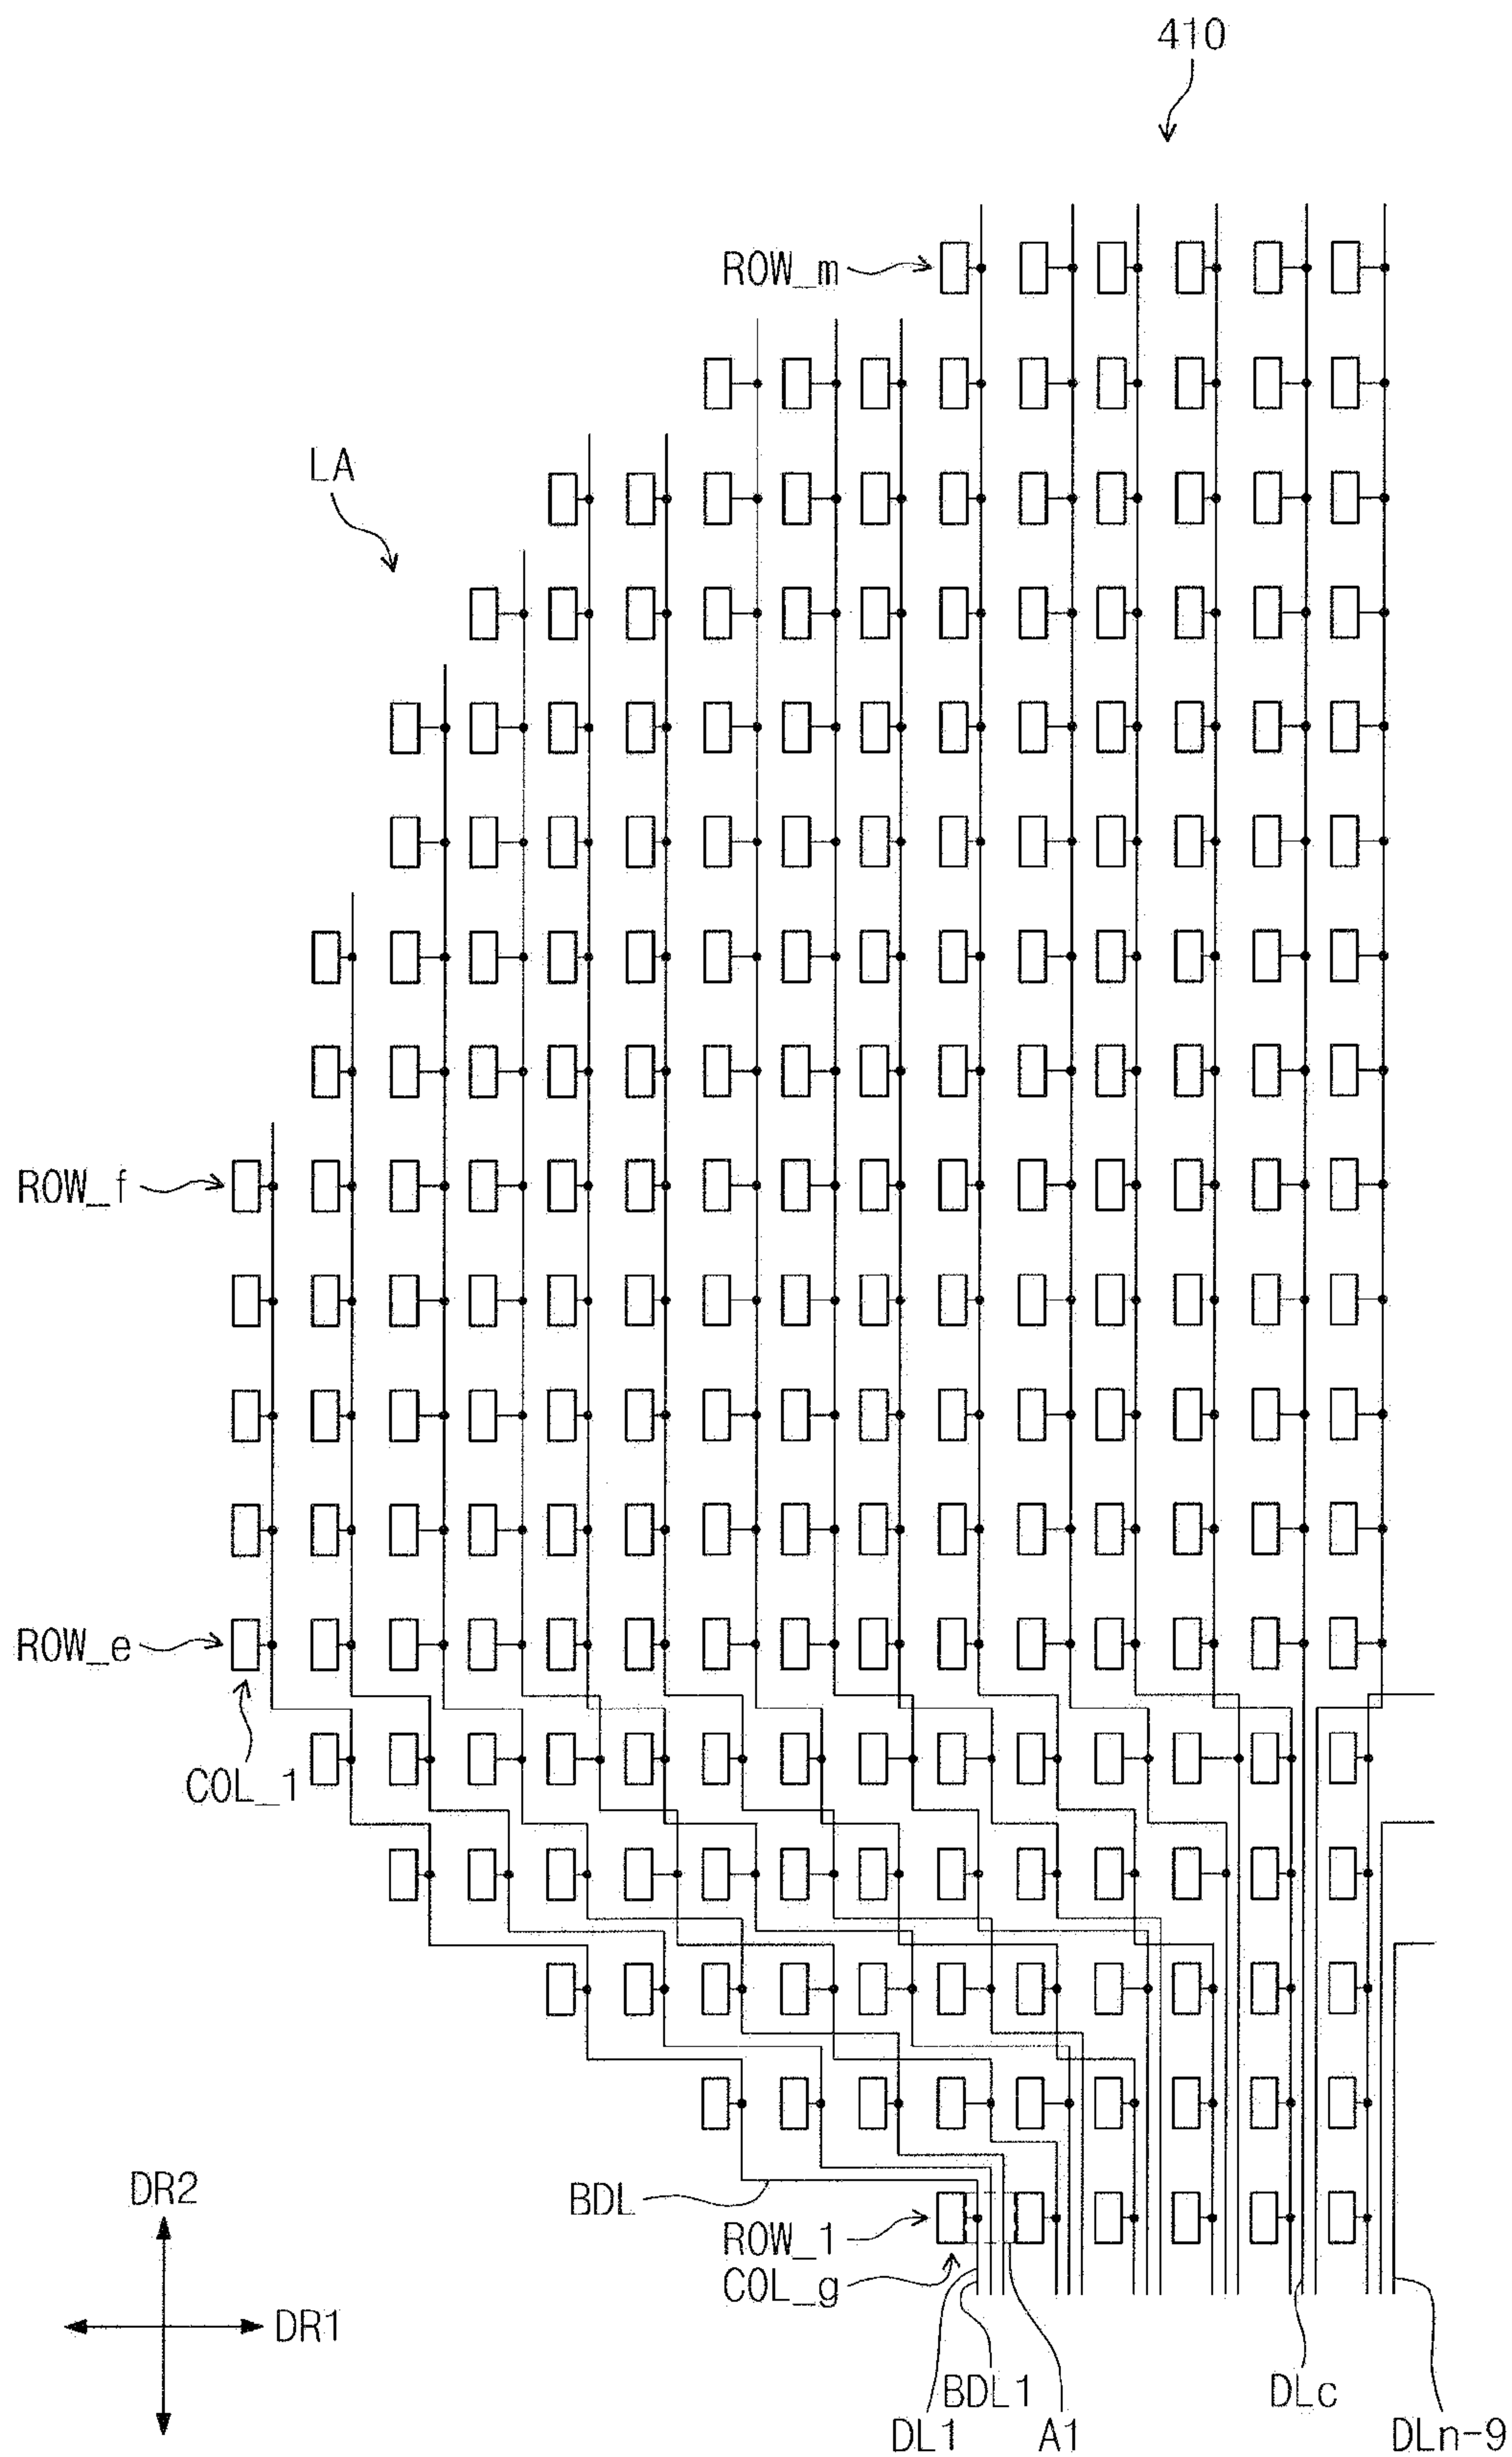 410
ROW_m
LA
ROW_f
ROW_e
COL_1
BDL
DR2
ROW_1
COL_g
DR1
BDL1
DLc
DL1
A1
DLn-9